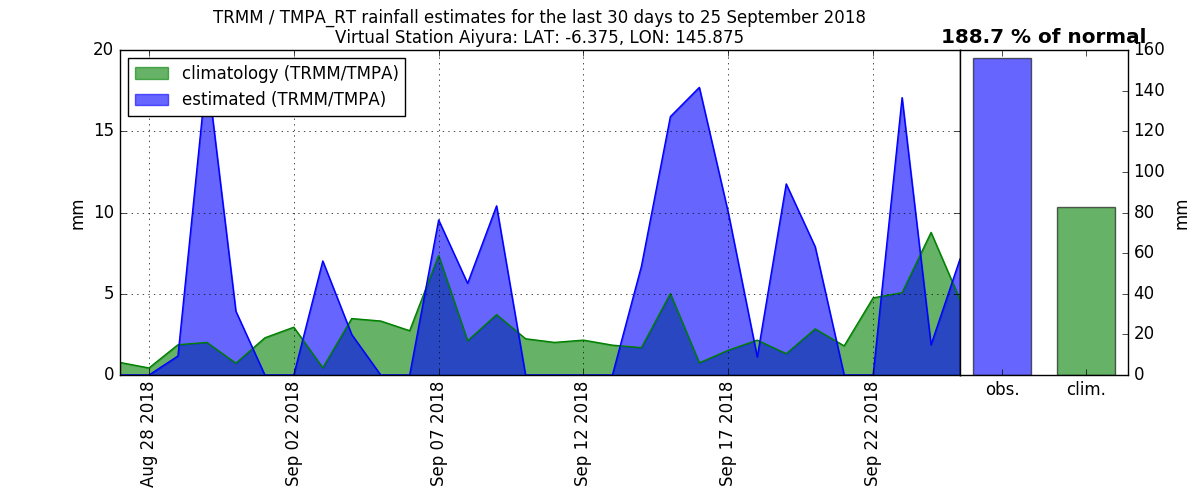 TRMM / TMPA_RT rainfall estimates for the last 30 days to 25 September 2018
Virtual Station Aiyura: LAT: -6.375, LON: 145.875
188.7 % of normal
climatology (TRMM/TMPA)
estimated (TRMM/TMPA)
20
15
10
5
0
mm
160
140
120
100
80
60
40
20
0
mm
obs.
clim.
Aug 28 2018
Sep 02 2018
Sep 07 2018
Sep 12 2018
Sep 17 2018
Sep 22 2018